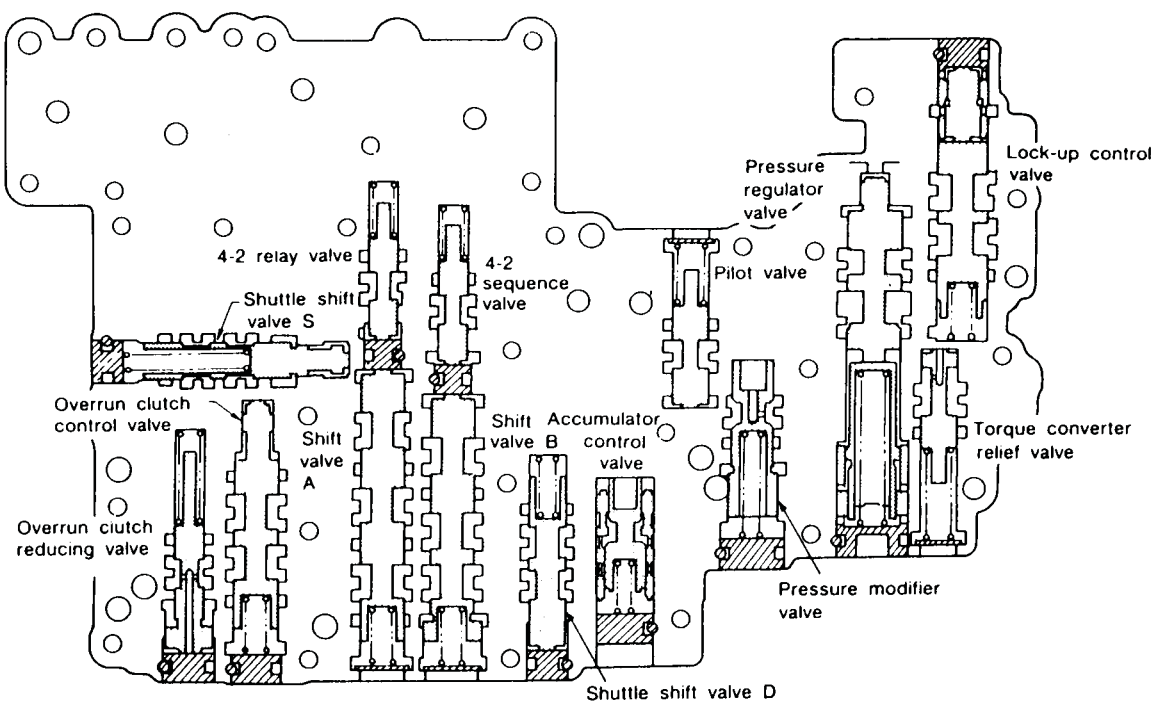 Lock-up control
valve
Pressure
regulator
valve
4-2 relay valve
4-2
sequence
valve
Pilot valve
Shuttle shift
valve S
Overrun clutch
control valve
Shift
valve
A
Shift
valve B
Accumulator
control
valve
Torque converter
relief valve
Overrun clutch
reducing valve
Pressure modifier
valve
Shuttle shift valve D